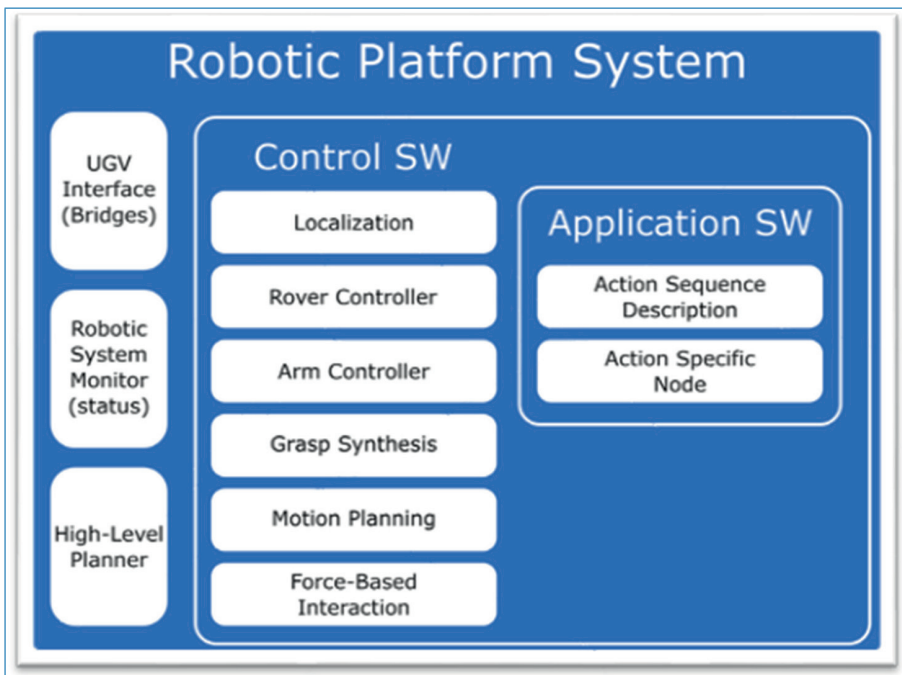 Robotic Platform System
UGV
Interface
(Bridges)
Robotic
System
Monitor
(status)
High-Level
Planner
Control SW
Localization
Rover Controller
Arm Controller
Grasp Synthesis
Motion Planning
Force-Based
Interaction
Application SW
Action Sequence
Description
Action Specific
Node